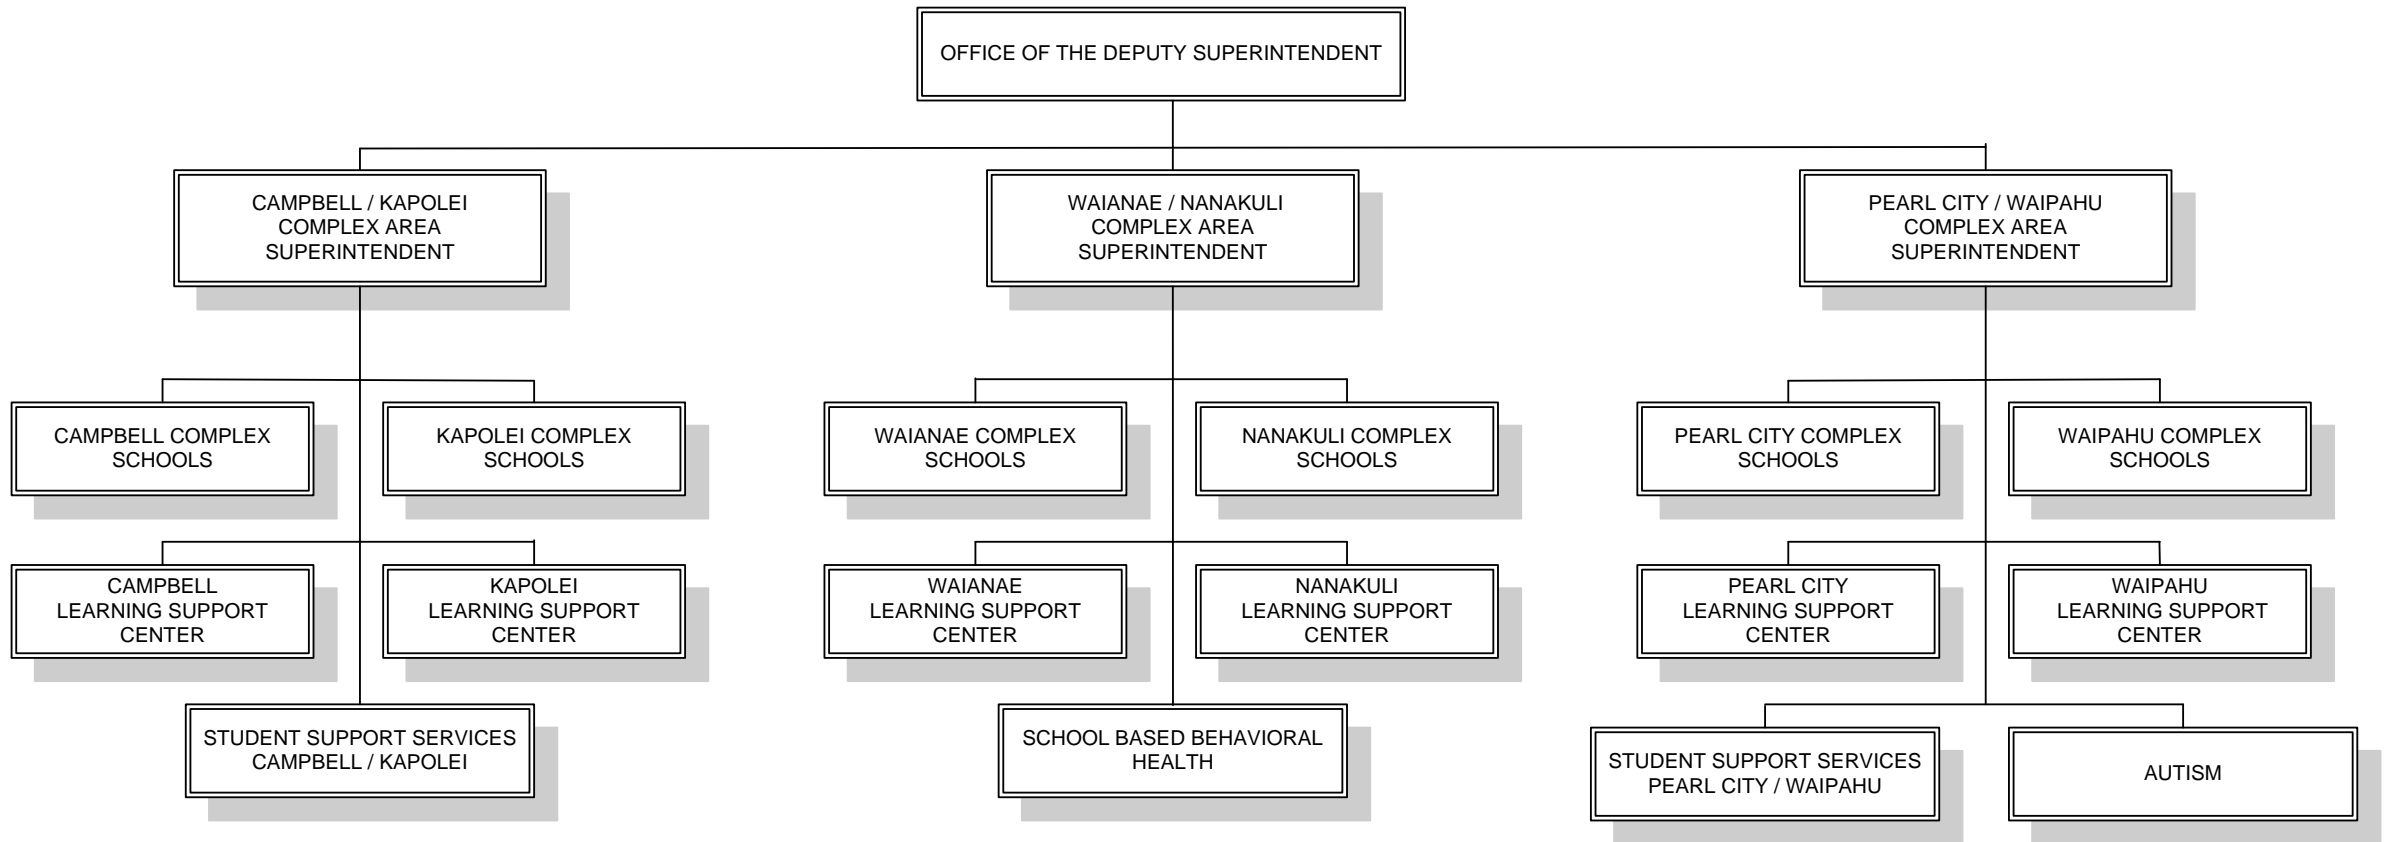 OFFICE OF THE DEPUTY SUPERINTENDENT
CAMPBELL / KAPOLEI
COMPLEX AREA
SUPERINTENDENT
WAIANAE / NANAKULI
COMPLEX AREA
SUPERINTENDENT
PEARL CITY / WAIPAHU
COMPLEX AREA
SUPERINTENDENT
CAMPBELL COMPLEX
SCHOOLS
KAPOLEI COMPLEX
SCHOOLS
WAIANAE COMPLEX
SCHOOLS
NANAKULI COMPLEX
SCHOOLS
PEARL CITY COMPLEX
SCHOOLS
WAIPAHU COMPLEX
SCHOOLS
CAMPBELL
LEARNING SUPPORT
CENTER
KAPOLEI
LEARNING SUPPORT
CENTER
WAIANAE
LEARNING SUPPORT
CENTER
NANAKULI
LEARNING SUPPORT
CENTER
PEARL CITY
LEARNING SUPPORT
CENTER
WAIPAHU
LEARNING SUPPORT
CENTER
STUDENT SUPPORT SERVICES
CAMPBELL / KAPOLEI
SCHOOL BASED BEHAVIORAL
HEALTH
STUDENT SUPPORT SERVICES
PEARL CITY / WAIPAHU
AUTISM